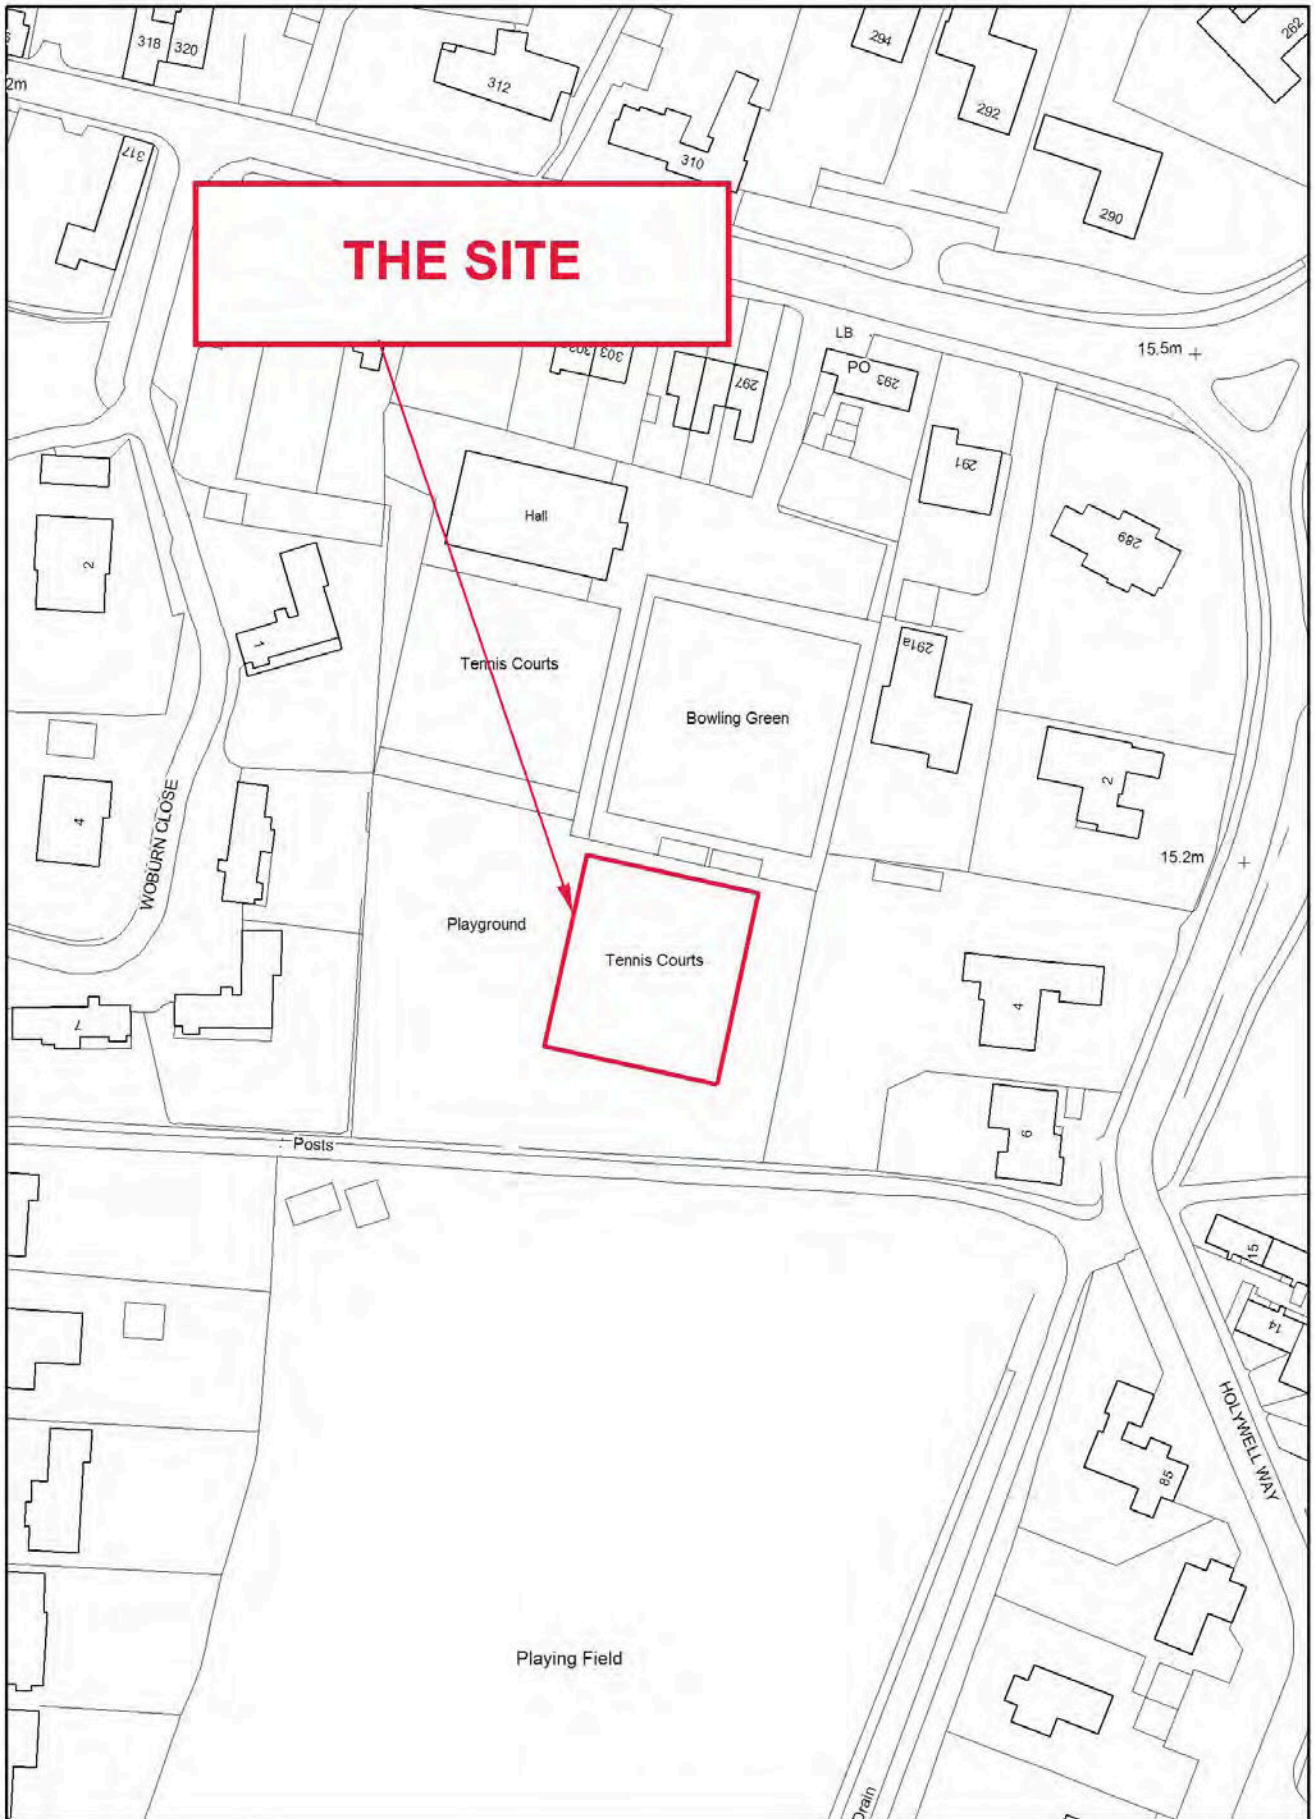 318
320
312
294
292
262
2m
317
310
290
THE SITE
303
297
LB
PO
293
15.5m
291
289
Hall
2
1
291a
Tennis Courts
Bowling Green
2
4
WOBURN CLOSE
15.2m
Playground
Tennis Courts
4
7
6
Posts
15
14
HOLYWELL WAY
85
Playing Field
Drain